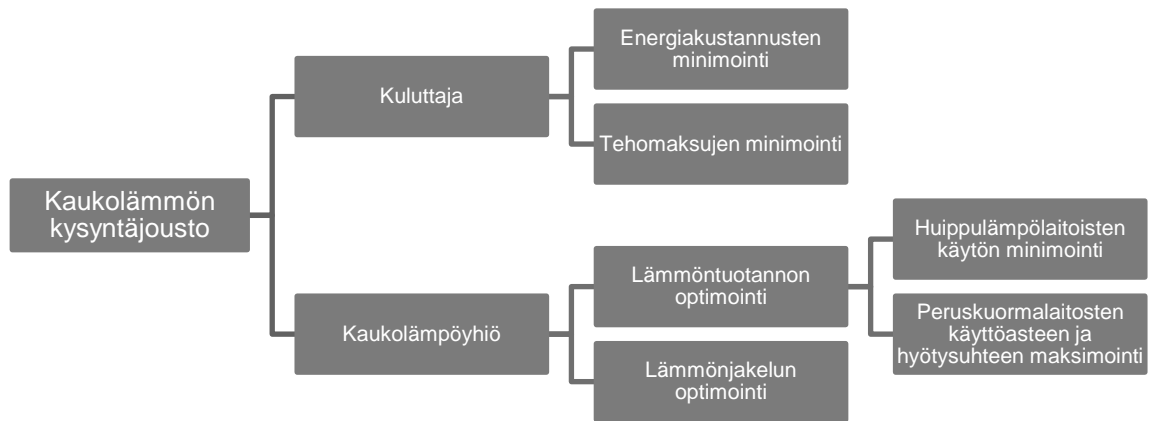 Kaukolämmön
kysyntäjousto
Kuluttaja
Energiakustannusten
minimointi
Tehomaksujen minimointi
Kaukolämpöyhiö
Lämmöntuotannon
optimointi
Huippulämpölaitoisten
käytön minimointi
Peruskuormalaitosten
käyttöasteen ja
hyötysuhteen maksimointi
Lämmönjakelun
optimointi